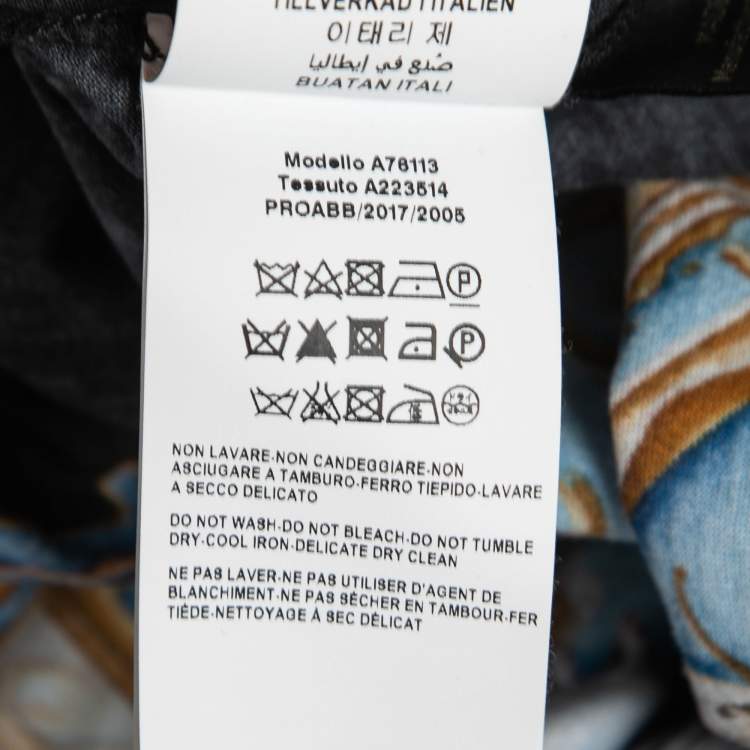 TILLVERKAD I ITALIEN
이태리 제
صنع في إيطاليا
BUATAN ITALI
Modello A76113
Tessuto A223514
PROABB/2017/2005
P
P
ドライ
NON LAVARE-NON CANDEGGIARE-NON
ASCIUGARE A TAMBURO-FERRO TIEPIDO-LAVARE
A SECCO DELICATO
DO NOT WASH-DO NOT BLEACH-DO NOT TUMBLE
DRY-COOL IRON-DELICATE DRY CLEAN
NE PAS LAVER-NE PAS UTILISER D'AGENT DE
BLANCHIMENT-NE PAS SÉCHER EN TAMBOUR-FER
TIÈDE-NETTOYAGE À SEC DÉLICAT